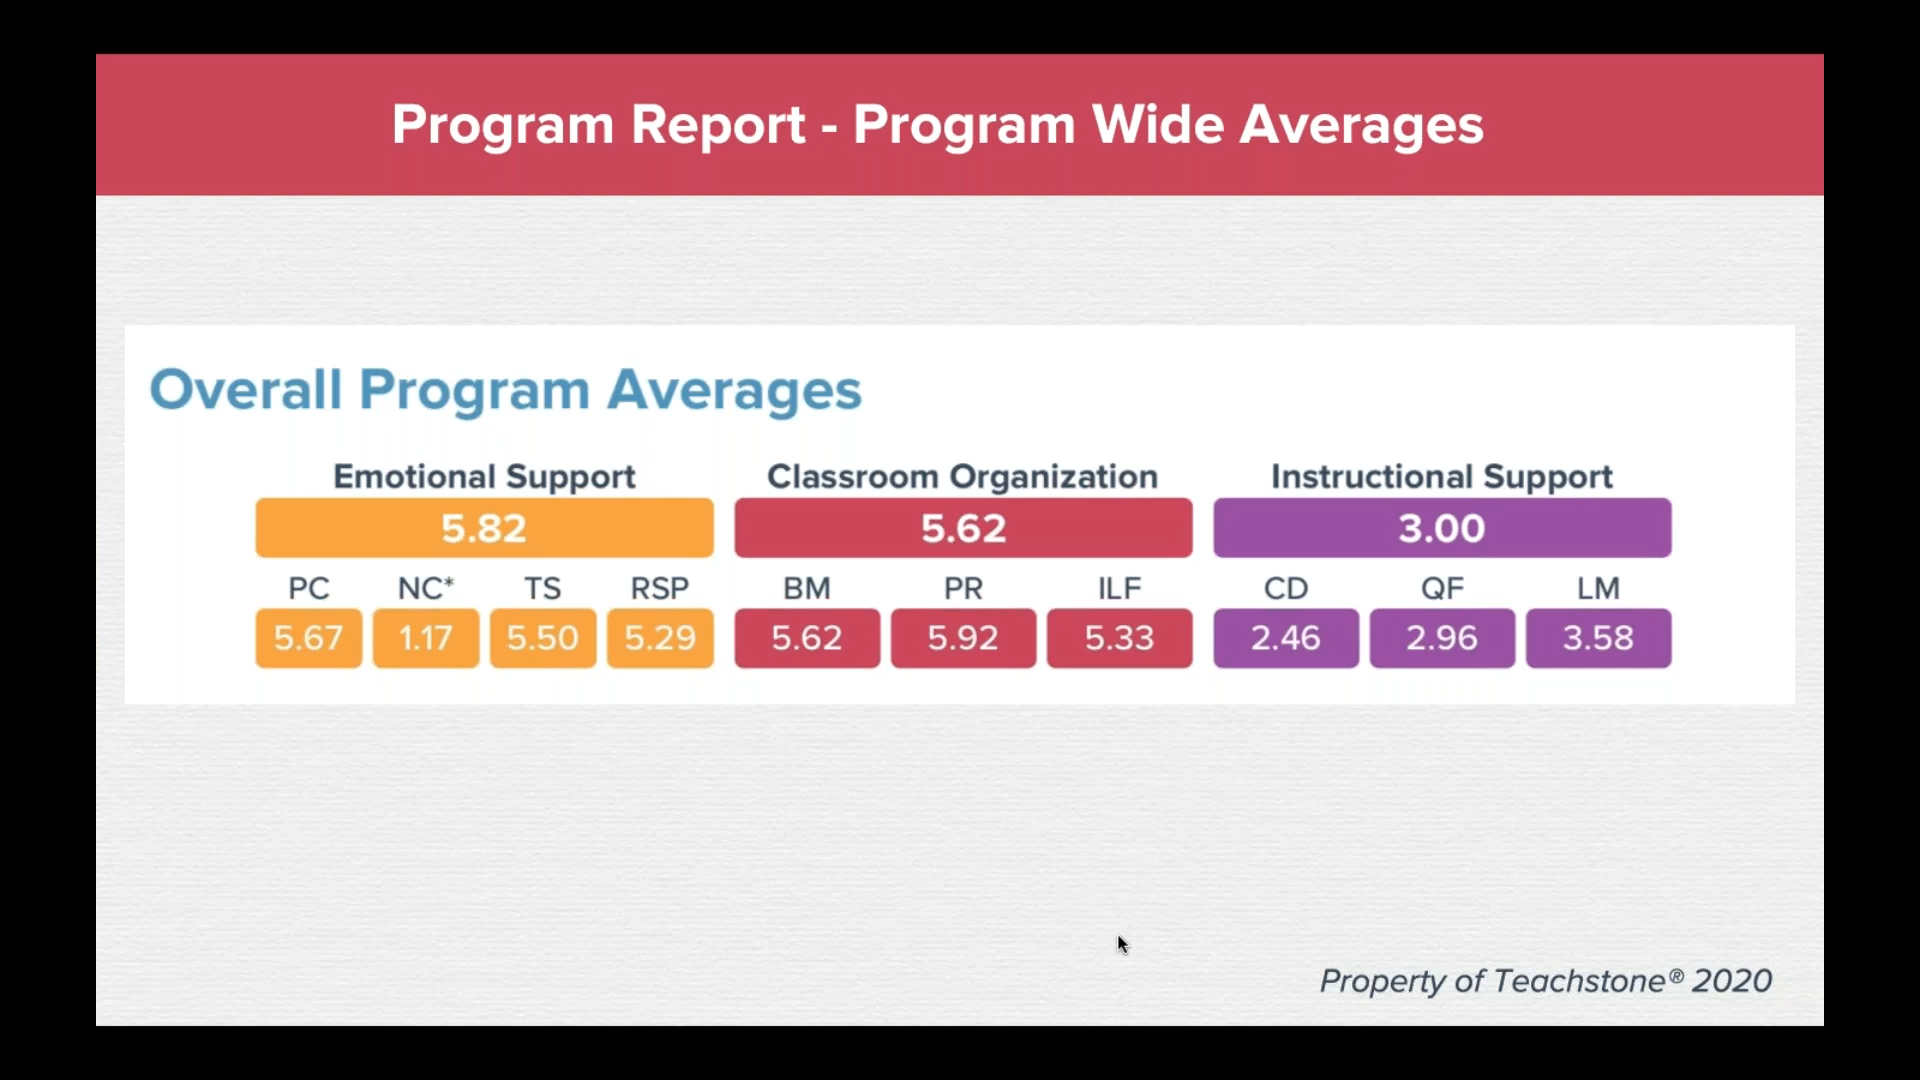 Program Report - Program Wide Averages
Overall Program Averages
Emotional Support Classroom Organization Instructional Support
5.82 5.62 3.00
PC NC* TS RSP BM PR ILF CD QF LM
5.67 1.17 5.50 5.29 5.62 5.92 5.33 2.46 2.96 3.58
Property of Teachstone® 2020